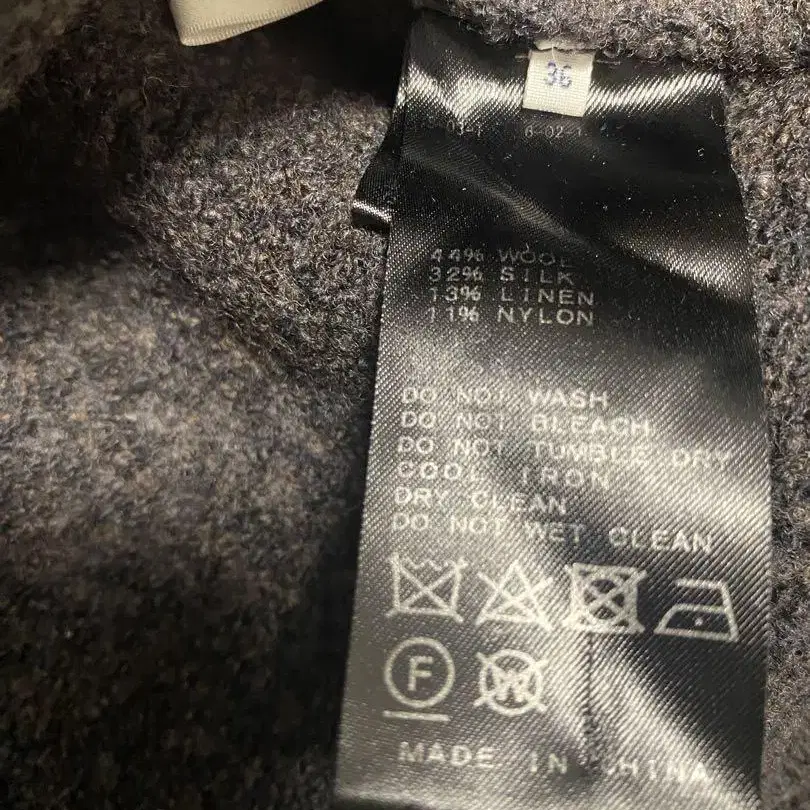 36
44% WOOL
32% SILK
13% LINEN
11% NYLON
DO NOT WASH
DO NOT BLEACH
DO NOT TUMBLE DRY
COOL IRON
DRY CLEAN
DO NOT WET CLEAN
F W
MADE IN CHINA